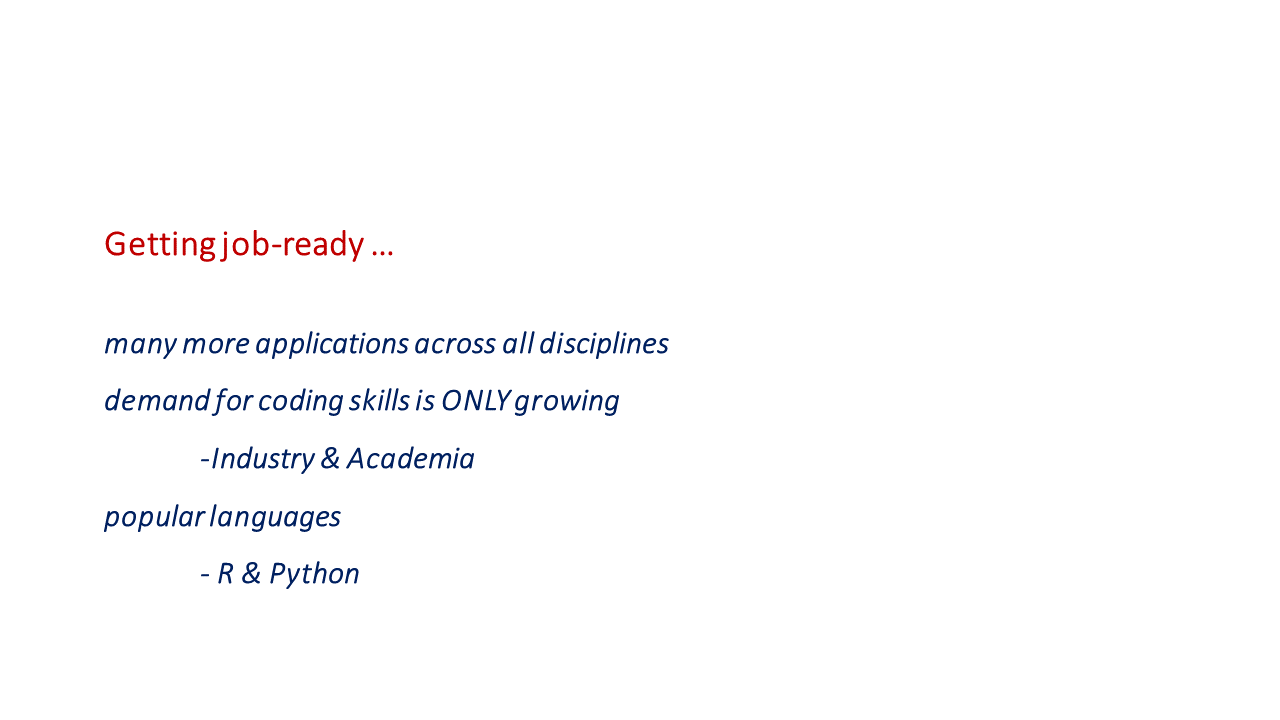 Getting job-ready …
many more applications across all disciplines
demand for coding skills is ONLY growing
-Industry & Academia
popular languages
- R & Python